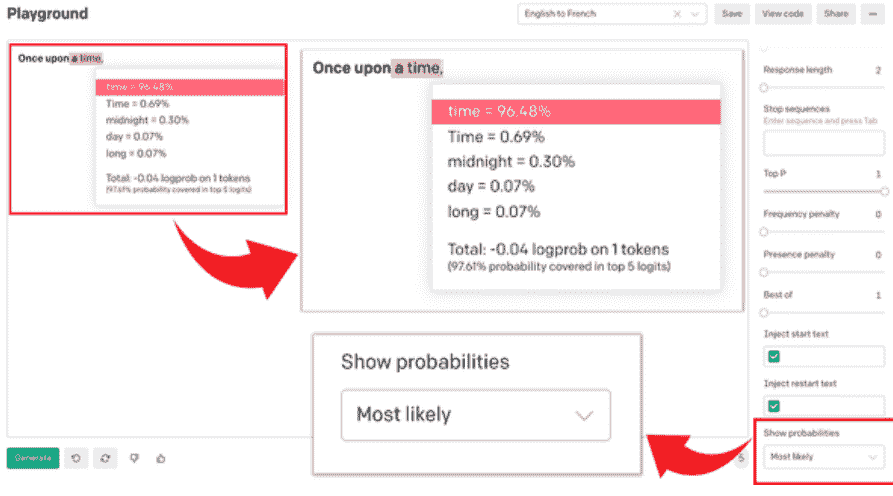 Playground
English to French
Save
View code
Share
Once upon a time,
time = 96.48%
Time = 0.69%
midnight = 0.30%
day = 0.07%
long = 0.07%
Total: -0.04 logprob on 1 tokens
(97.61% probability covered in top 5 logits)
Once upon a time,
time = 96.48%
Time = 0.69%
midnight = 0.30%
day = 0.07%
long = 0.07%
Total: -0.04 logprob on 1 tokens
(97.61% probability covered in top 5 logits)
Show probabilities
Most likely
Response length 2
Stop sequences
Enter sequence and press Tab
Top P 1
Frequency penalty 0
Presence penalty 0
Best of 1
Inject start text
Inject restart text
Show probabilities
Most likely
Generate
5